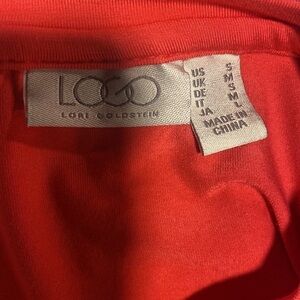 LOGO
LORI GOLDSTEIN
US S
UK M
DE S
IT M
JA L
MADE IN
CHINA